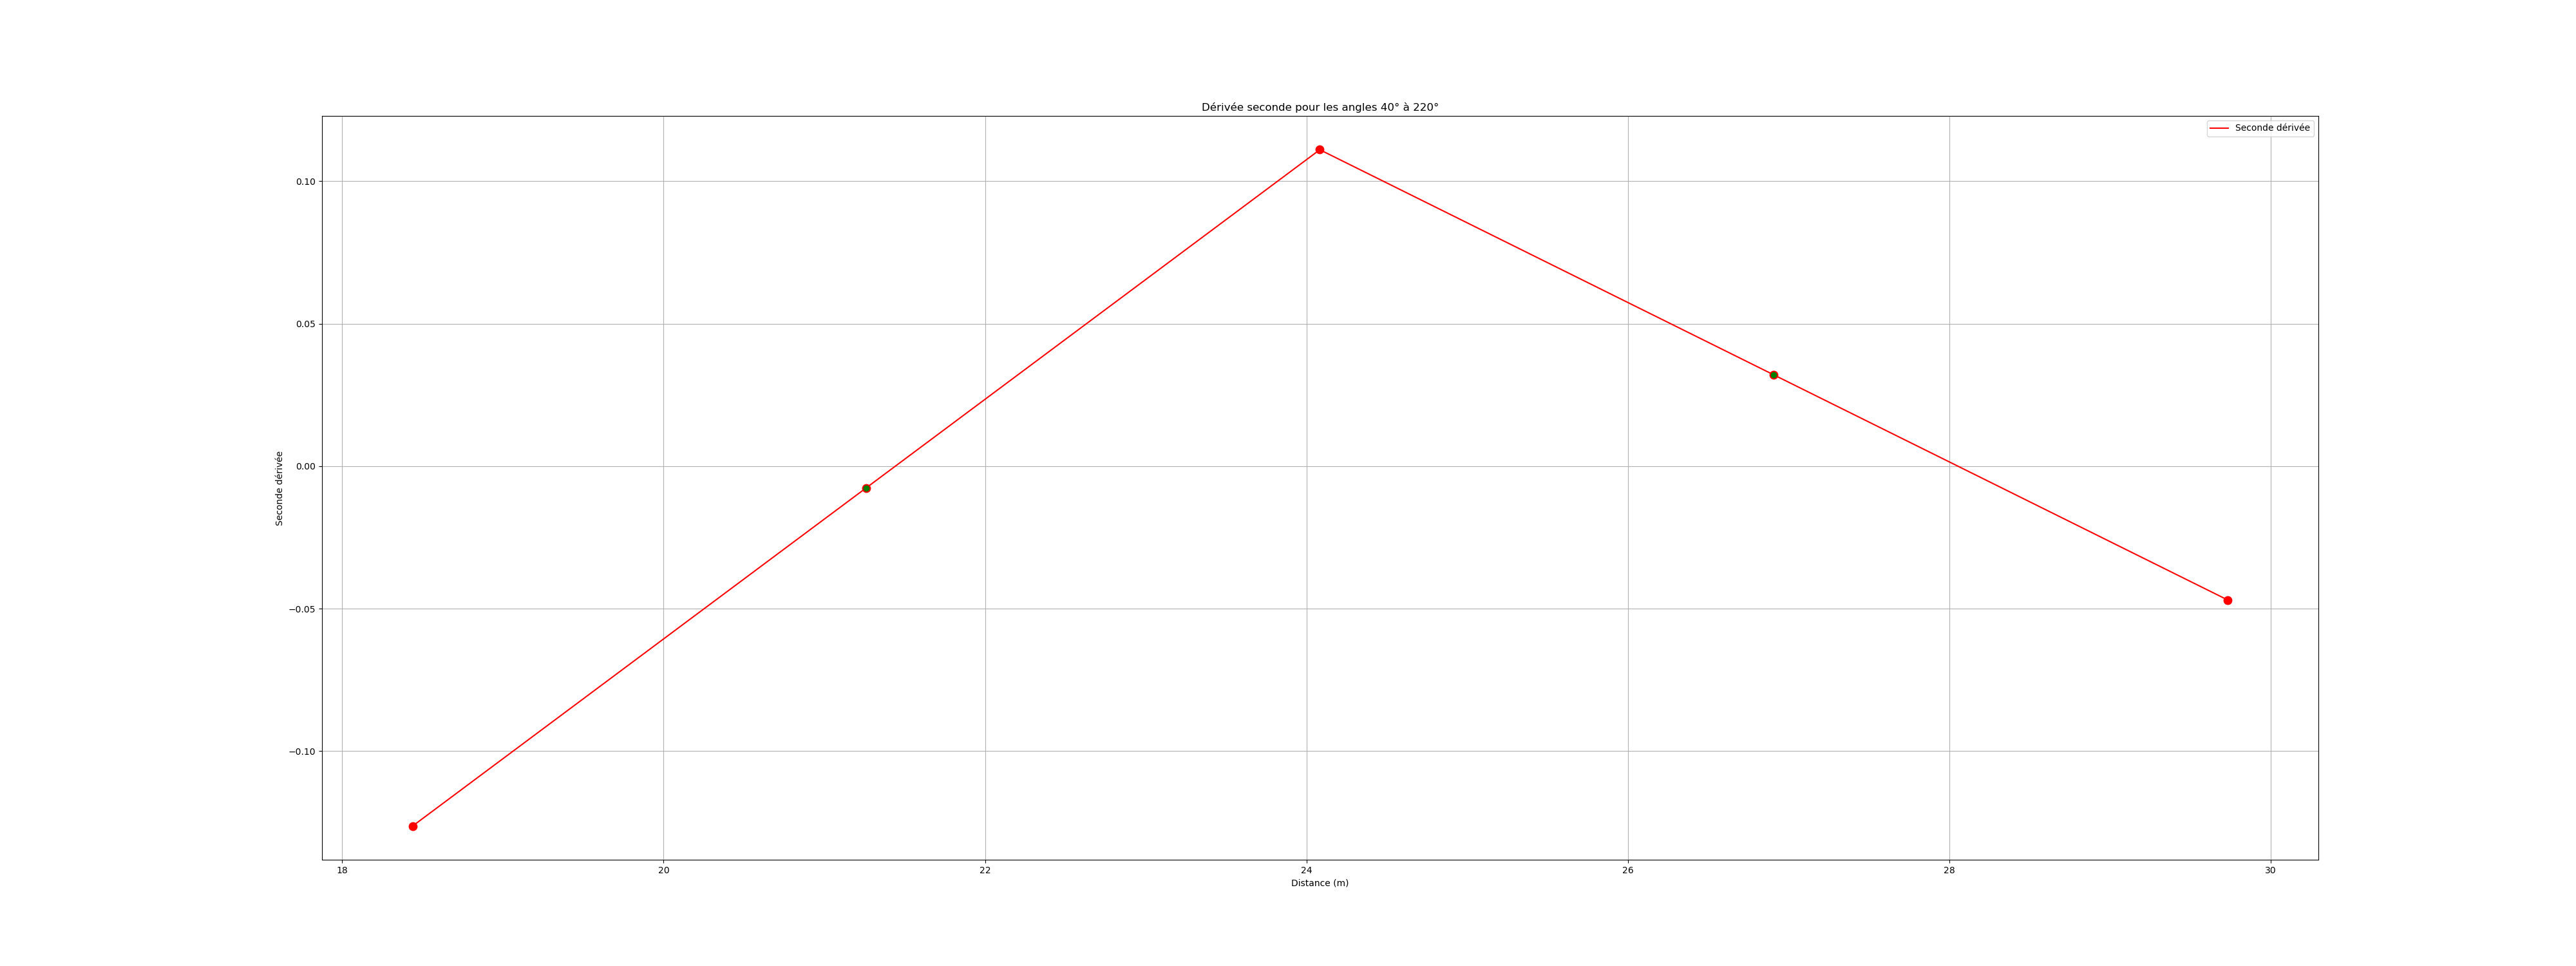 Dérivée seconde pour les angles 40° à 220°
Seconde dérivée
0.10
0.05
0.00
−0.05
−0.10
Seconde dérivée
18 20 22 24 26 28 30
Distance (m)